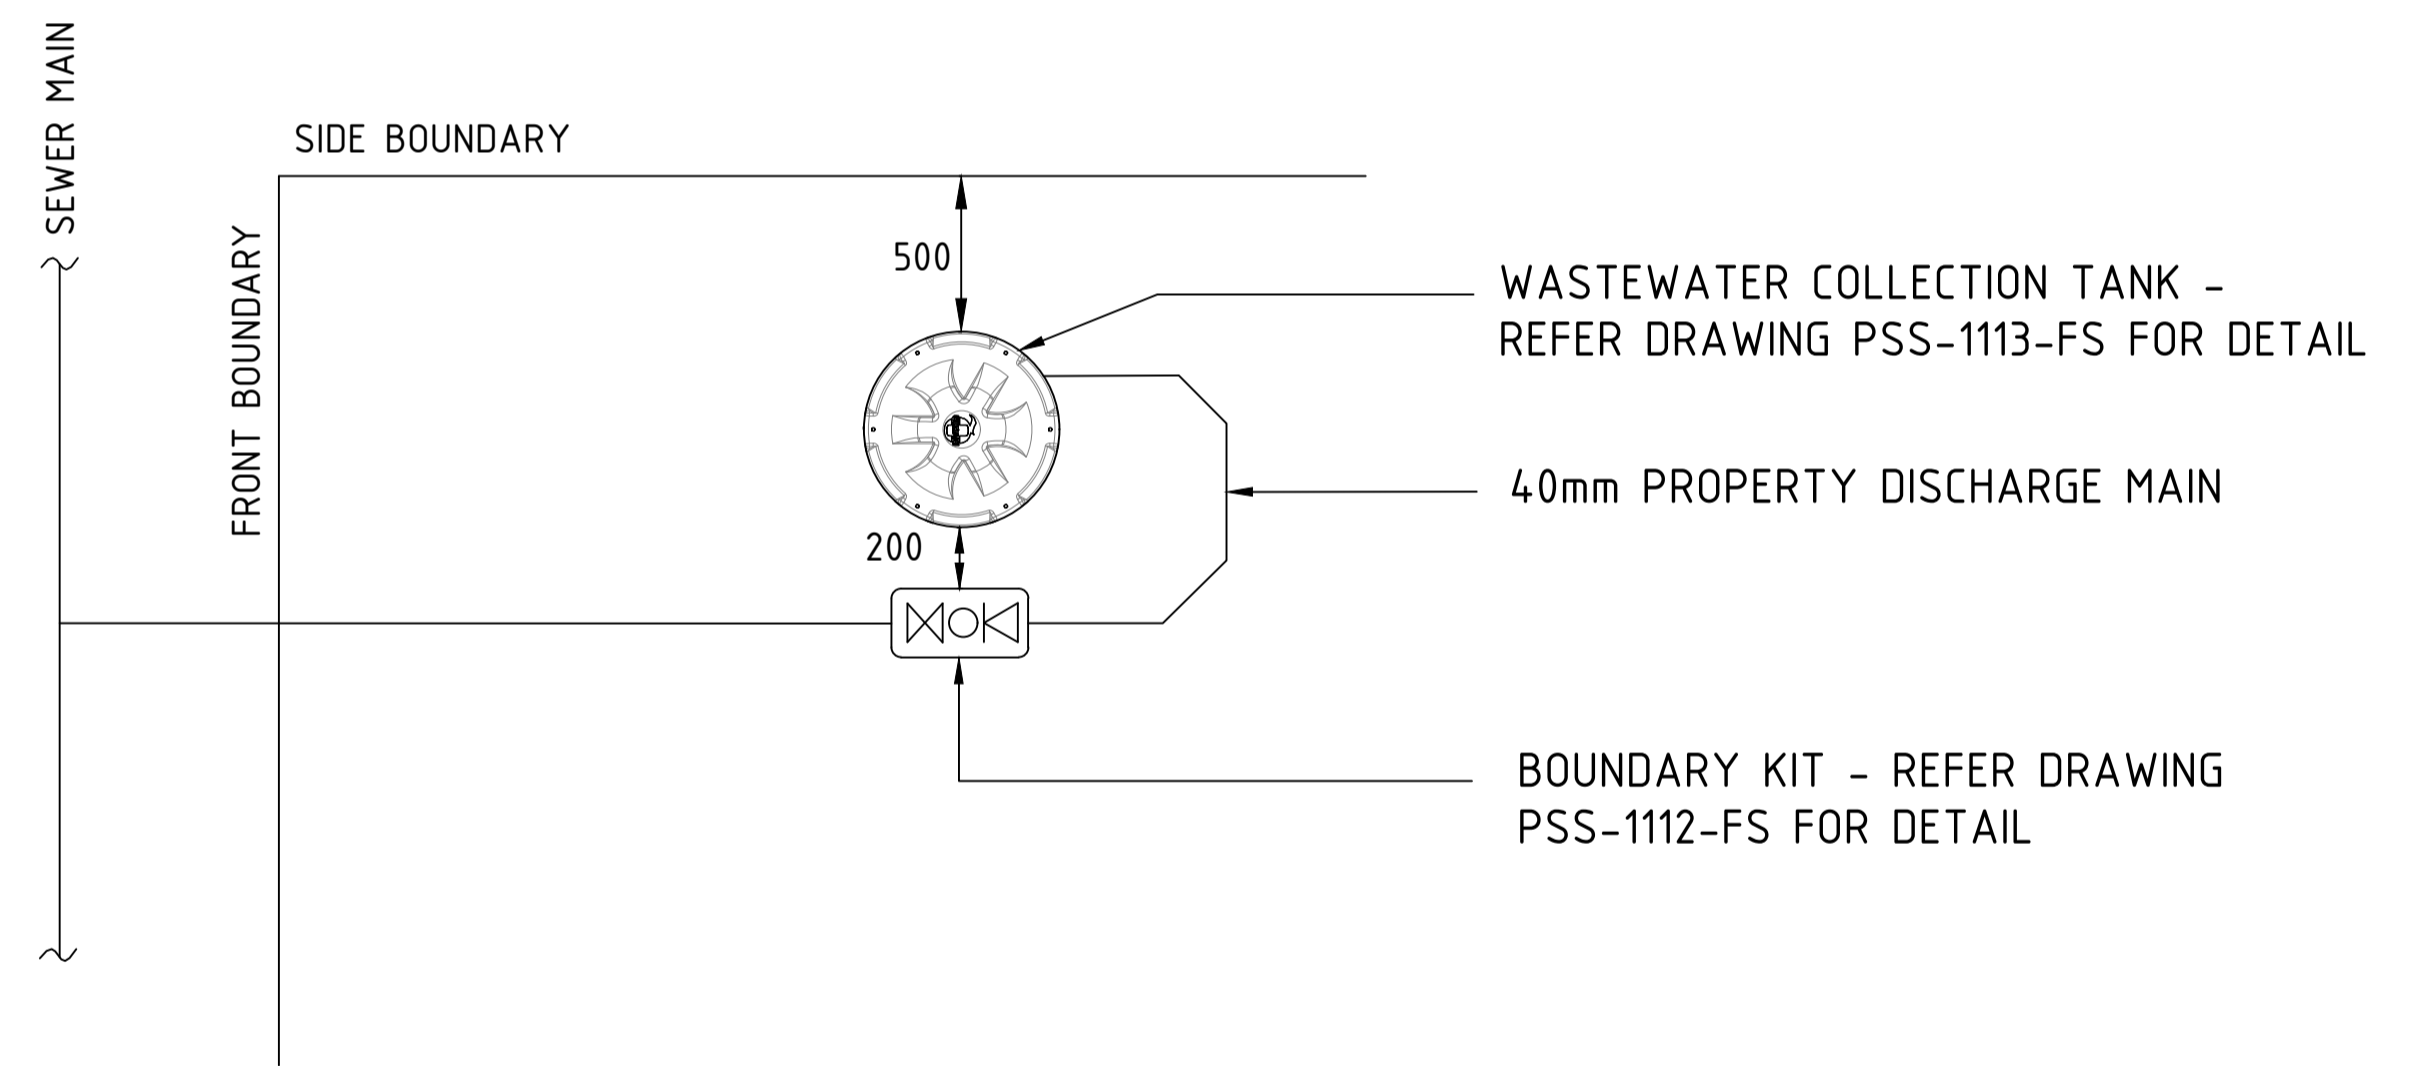 SEWER MAIN
SIDE BOUNDARY
FRONT BOUNDARY
500
WASTEWATER COLLECTION TANK -
REFER DRAWING PSS-1113-FS FOR DETAIL
40mm PROPERTY DISCHARGE MAIN
200
BOUNDARY KIT - REFER DRAWING
PSS-1112-FS FOR DETAIL